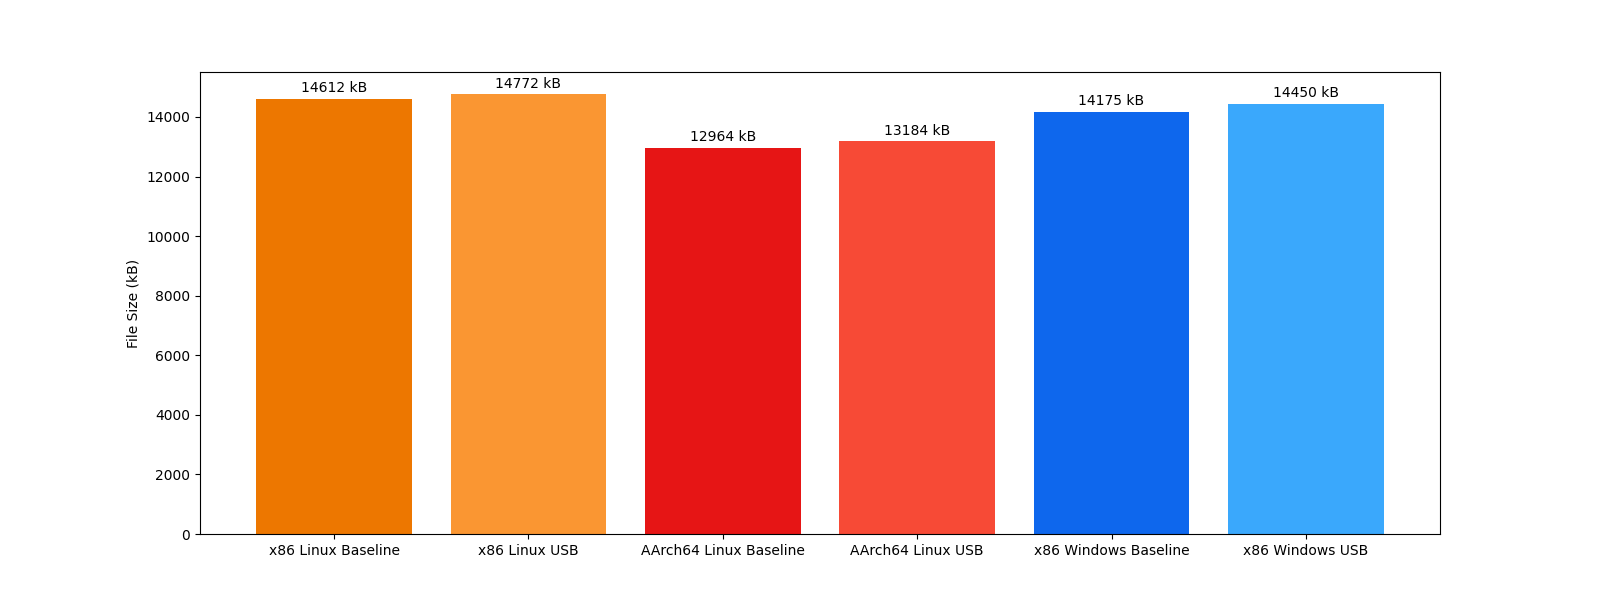 14612 kB
14772 kB
12964 kB
13184 kB
14175 kB
14450 kB
File Size (kB)
14000
12000
10000
8000
6000
4000
2000
0
x86 Linux Baseline
x86 Linux USB
AArch64 Linux Baseline
AArch64 Linux USB
x86 Windows Baseline
x86 Windows USB